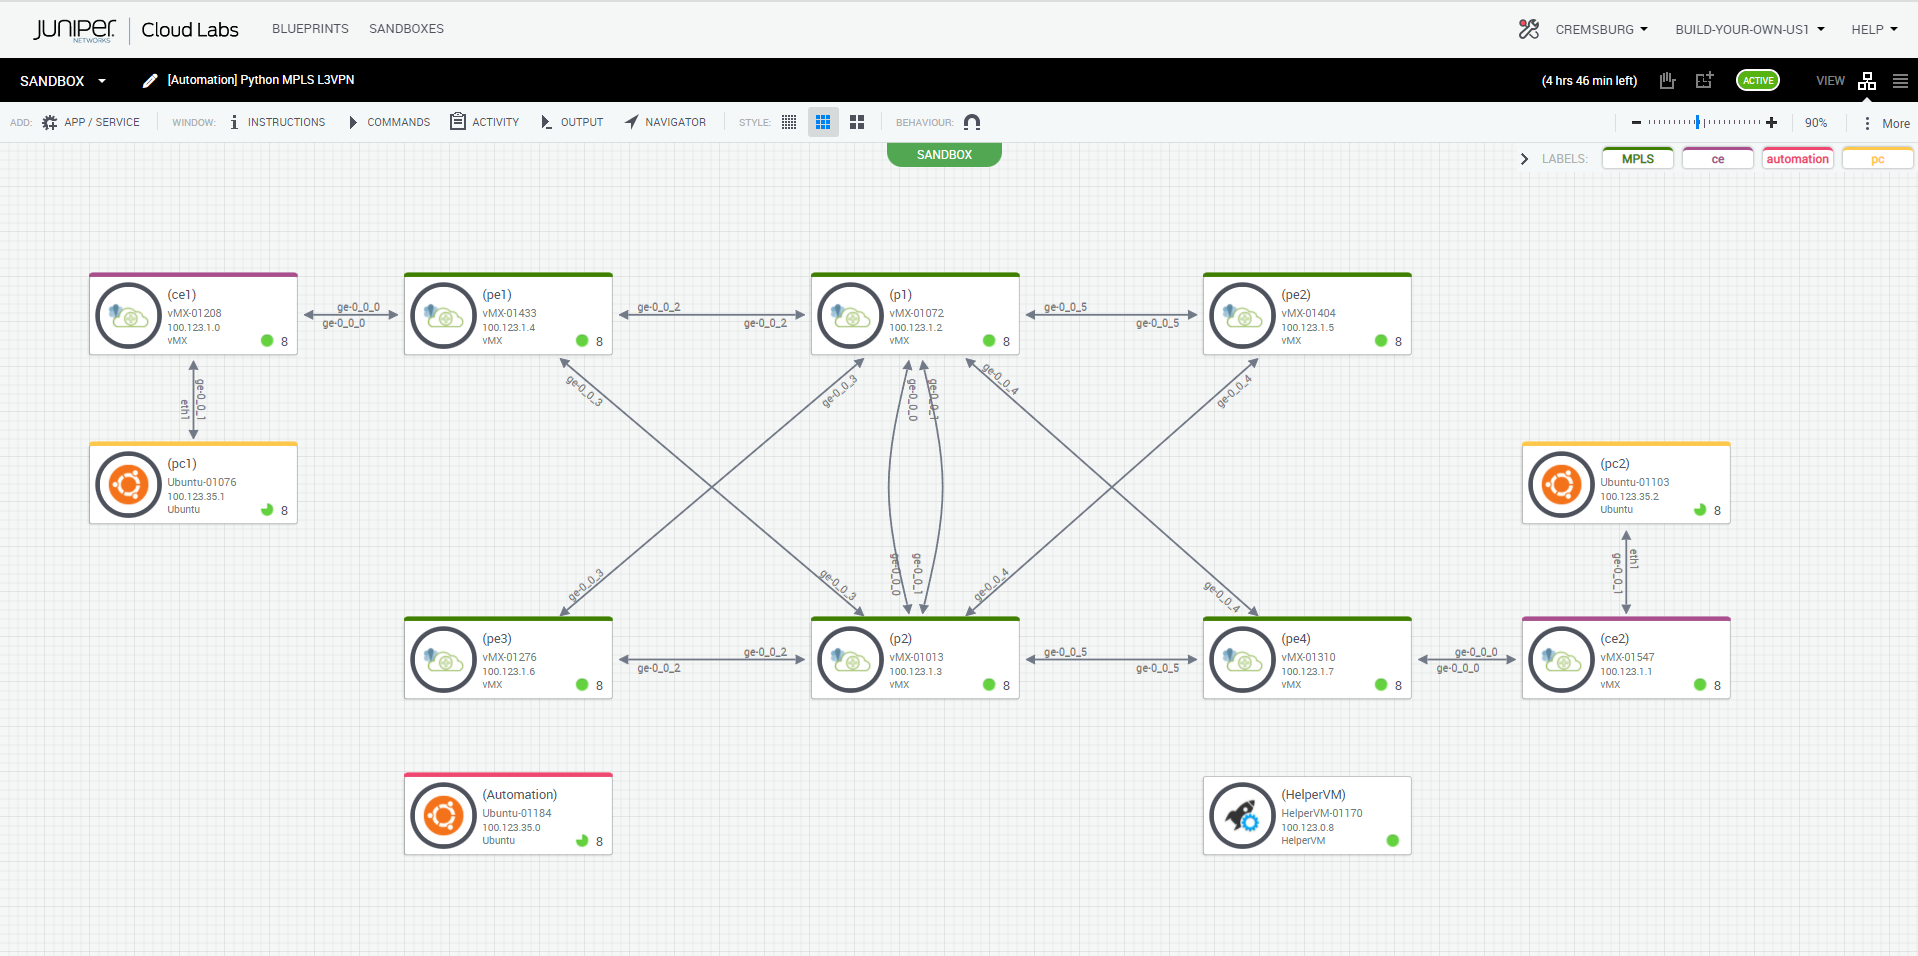 JUNIPER NETWORKS Cloud Labs BLUEPRINTS SANDBOXES CREMSBURG BUILD-YOUR-OWN-US1 HELP
SANDBOX [Automation] Python MPLS L3VPN (4 hrs 46 min left) ACTIVE VIEW
ADD: APP / SERVICE WINDOW: INSTRUCTIONS COMMANDS ACTIVITY OUTPUT NAVIGATOR STYLE: BEHAVIOUR: 90% More
SANDBOX
LABELS: MPLS ce automation pc
(ce1)
vMX-01208
100.123.1.0
vMX
8
ge-0_0_0
ge-0_0_0
(pe1)
vMX-01433
100.123.1.4
vMX
8
ge-0_0_2
ge-0_0_2
(p1)
vMX-01072
100.123.1.2
vMX
8
ge-0_0_5
ge-0_0_5
(pe2)
vMX-01404
100.123.1.5
vMX
8
ge-0_0_1
eth1
ge-0_0_3
ge-0_0_3
ge-0_0_0
ge-0_0_1
ge-0_0_4
ge-0_0_4
(pc1)
Ubuntu-01076
100.123.35.1
Ubuntu
8
(pc2)
Ubuntu-01103
100.123.35.2
Ubuntu
8
ge-0_0_3
ge-0_0_3
ge-0_0_0
ge-0_0_1
ge-0_0_4
ge-0_0_4
eth1
ge-0_0_1
(pe3)
vMX-01276
100.123.1.6
vMX
8
ge-0_0_2
ge-0_0_2
(p2)
vMX-01013
100.123.1.3
vMX
8
ge-0_0_5
ge-0_0_5
(pe4)
vMX-01310
100.123.1.7
vMX
8
ge-0_0_0
ge-0_0_0
(ce2)
vMX-01547
100.123.1.1
vMX
8
(Automation)
Ubuntu-01184
100.123.35.0
Ubuntu
8
(HelperVM)
HelperVM-01170
100.123.0.8
HelperVM